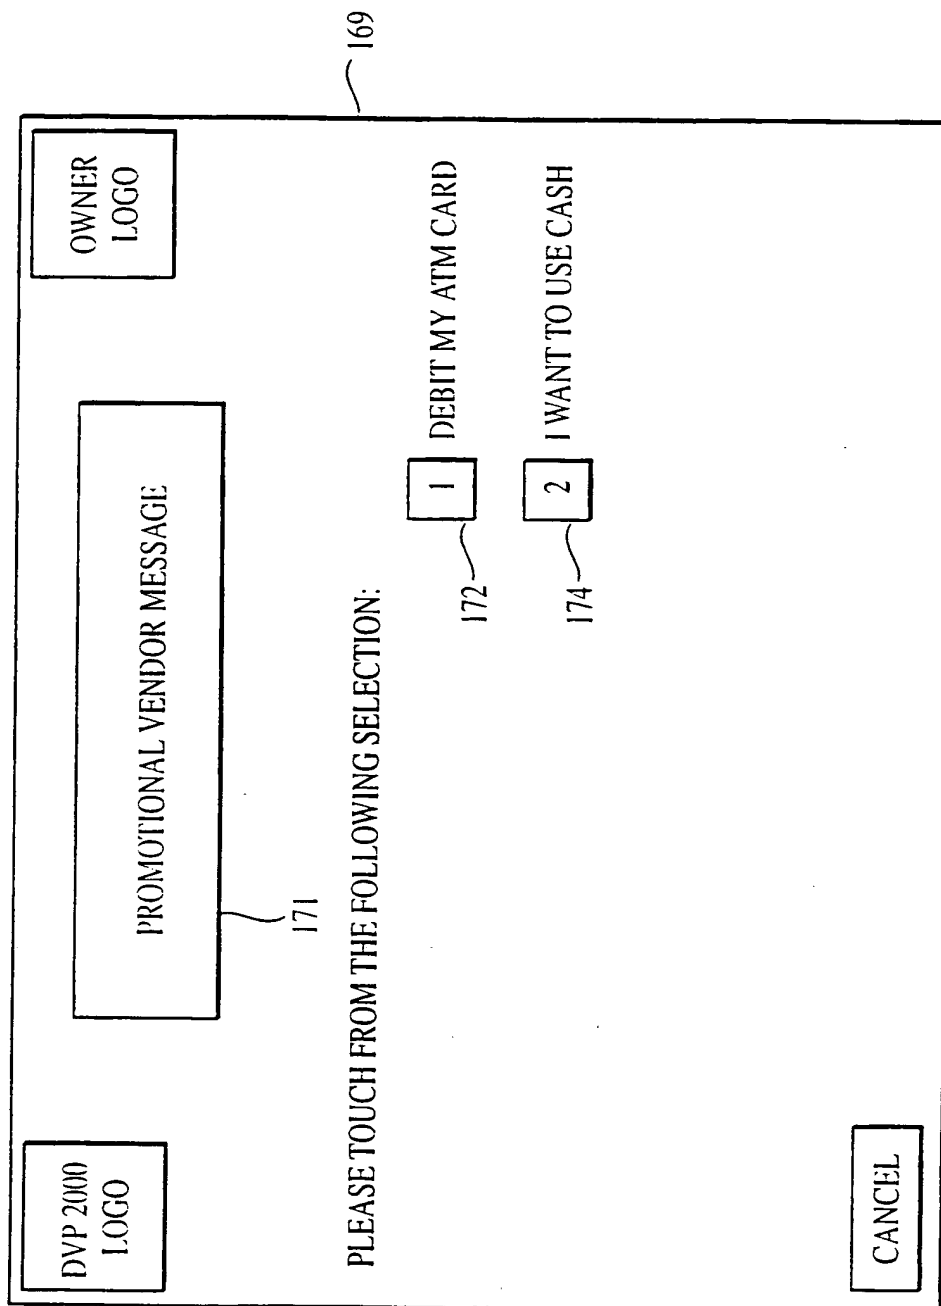 DVP 2000
LOGO
PROMOTIONAL VENDOR MESSAGE
OWNER
LOGO
169
171
PLEASE TOUCH FROM THE FOLLOWING SELECTION:
1 DEBIT MY ATM CARD
172
2 I WANT TO USE CASH
174
CANCEL